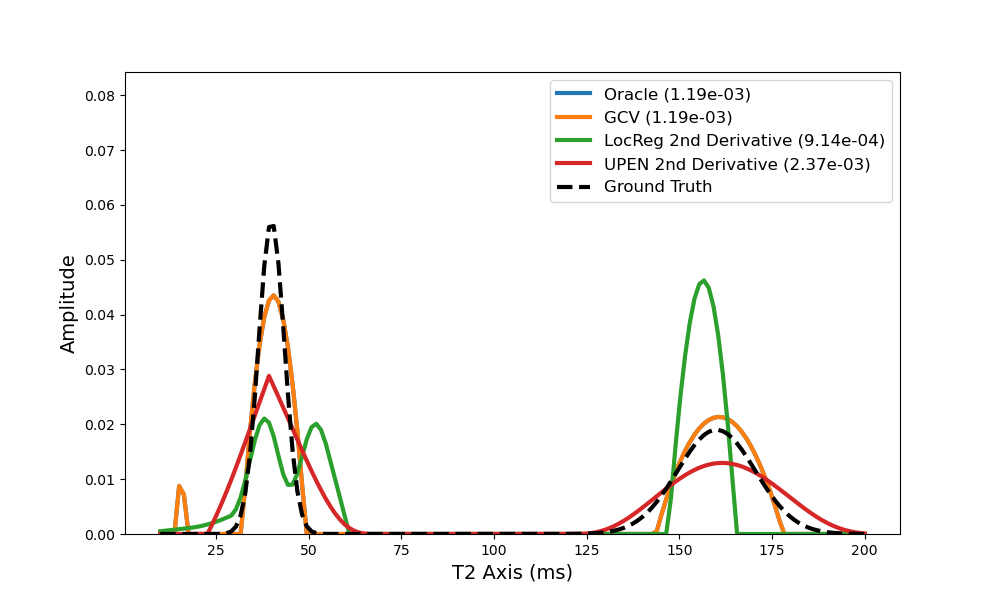 Oracle (1.19e-03)
GCV (1.19e-03)
LocReg 2nd Derivative (9.14e-04)
UPEN 2nd Derivative (2.37e-03)
Ground Truth
Amplitude
0.08
0.07
0.06
0.05
0.04
0.03
0.02
0.01
0.00
25 50 75 100 125 150 175 200
T2 Axis (ms)